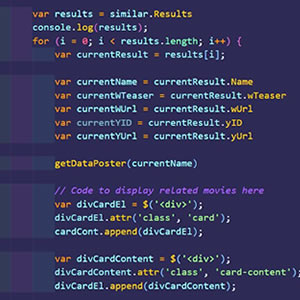 var results = similar.Results
console.log(results);
for (i = 0; i < results.length; i++) {
var currentResult = results[i];
var currentName = currentResult.Name
var currentWTeaser = currentResult.wTeaser
var currentWUrl = currentResult.wUrl
var currentYID = currentResult.yID
var currentYUrl = currentResult.yUrl
getDataPoster(currentName)
// Code to display related movies here
var divCardEl = $('<div>');
divCardEl.attr('class', 'card');
cardCont.append(divCardEl);
var divCardContent = $('<div>');
divCardContent.attr('class', 'card-content');
divCardEl.append(divCardContent);